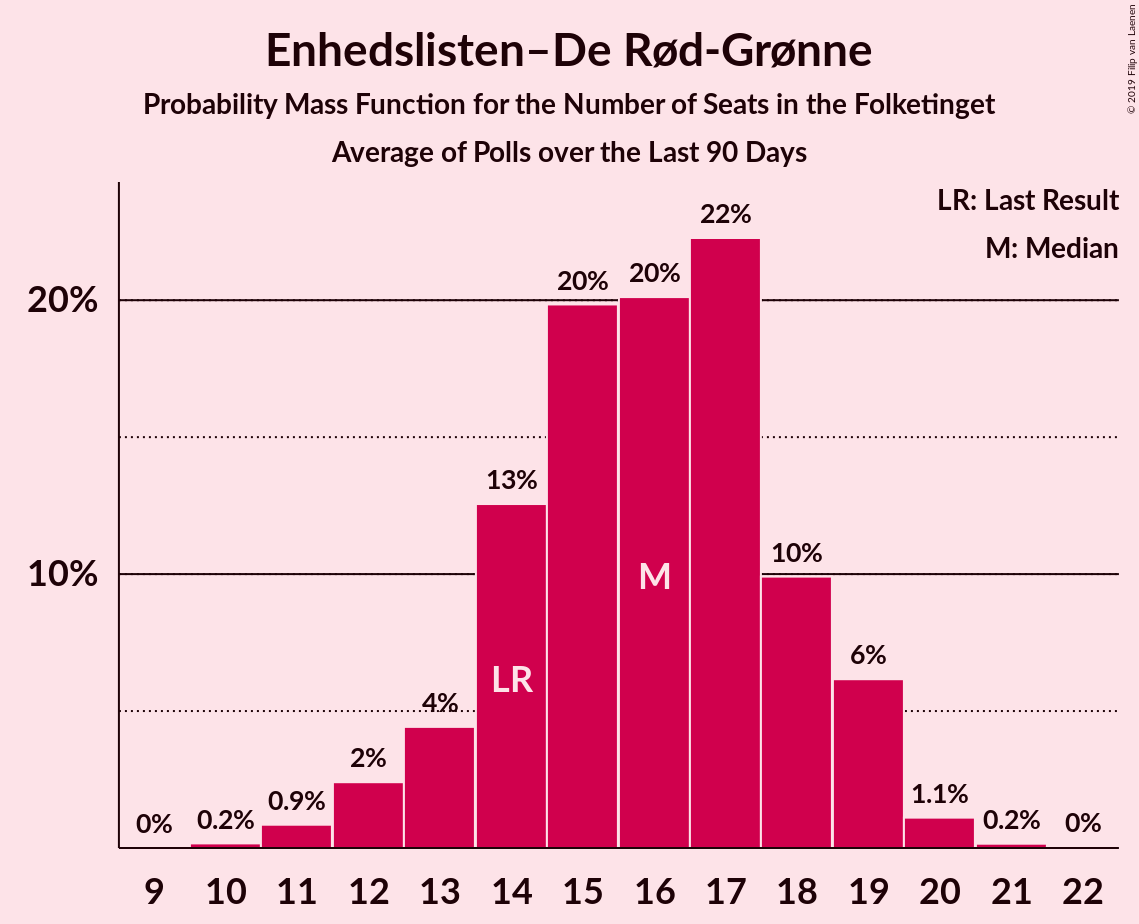 Enhedslisten–De Rød-Grønne
Probability Mass Function for the Number of Seats in the Folketinget
Average of Polls over the Last 90 Days
© 2019 Filip van Laenen
LR: Last Result
M: Median
20%
10%
0%
0.2%
0.9%
2%
4%
13%
20%
20%
22%
10%
6%
1.1%
0.2%
0%
LR
M
9 10 11 12 13 14 15 16 17 18 19 20 21 22